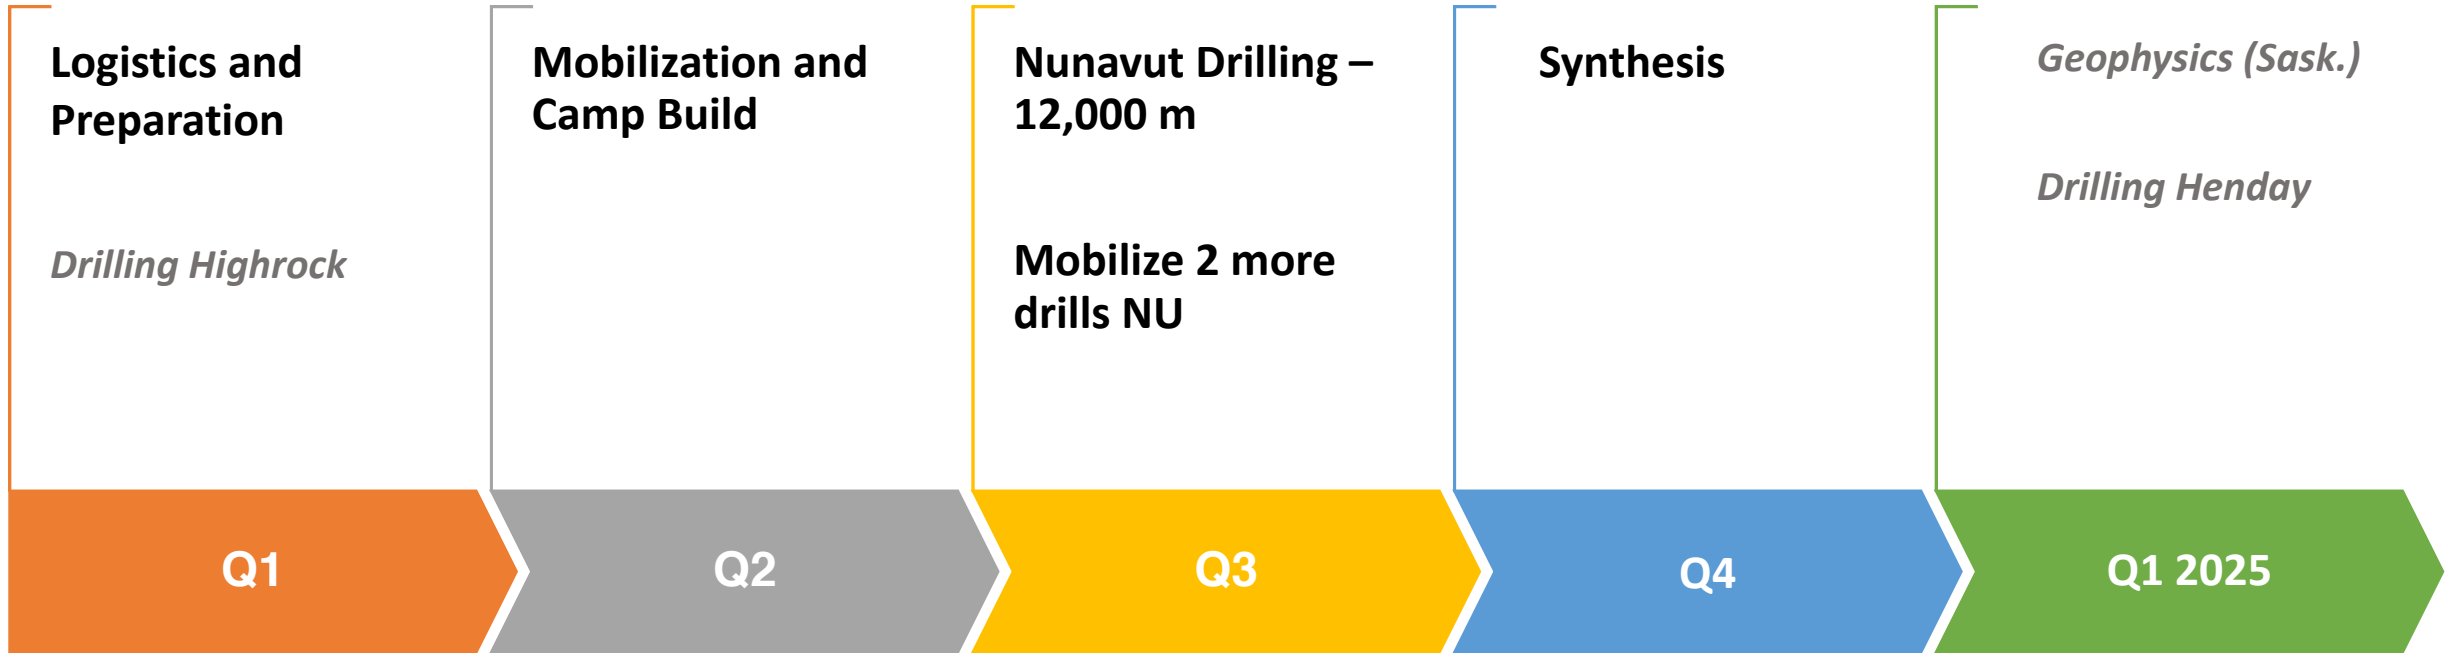 Logistics and
Preparation
Drilling Highrock
Mobilization and
Camp Build
Nunavut Drilling –
12,000 m
Mobilize 2 more
drills NU
Synthesis
Geophysics (Sask.)
Drilling Henday
Q1
Q2
Q3
Q4
Q1 2025